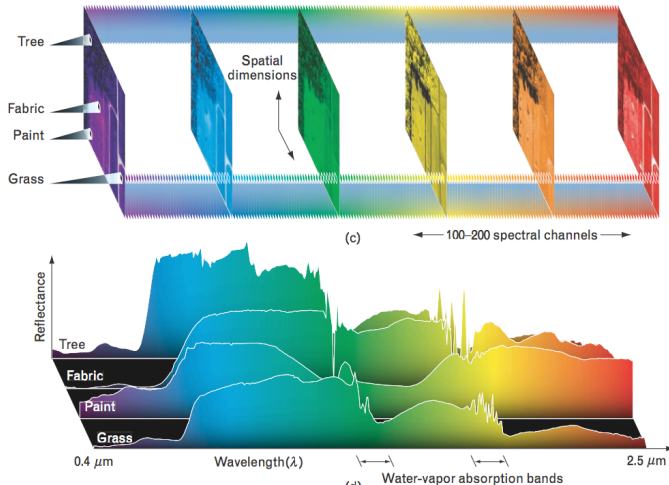 Tree
Spatial
dimensions
Fabric
Paint
Grass
(c)
100–200 spectral channels
Reflectance
Tree
Fabric
Paint
Grass
0.4 μm
Wavelength(λ)
2.5 μm
Water-vapor absorption bands
(d)